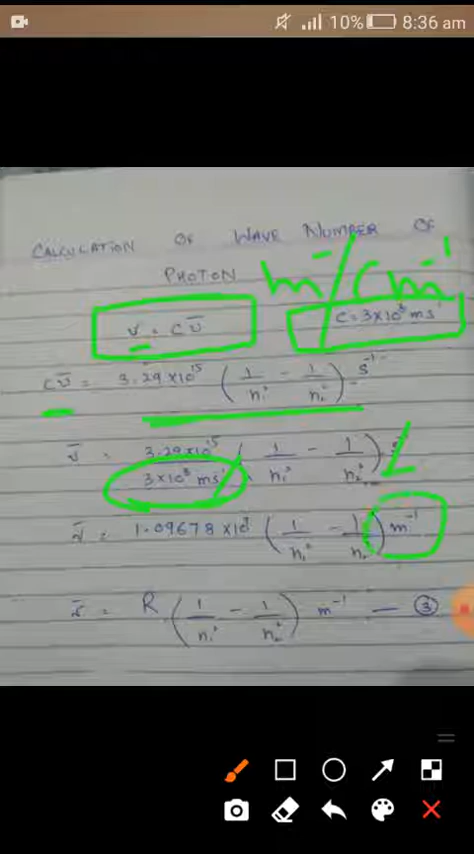 10% 8:36 am
CALCULATION OF WAVE NUMBER OF
PHOTON
m⁻¹/cm⁻¹
ν = Cν̄
C = 3×10⁸ ms⁻¹
Cν̄ = 3.29×10¹⁵ (1/n₁² − 1/n₂²) s⁻¹
ν̄ = 3.29×10¹⁵ / 3×10⁸ ms⁻¹ (1/n₁² − 1/n₂²)
ν̄ = 1.09678×10⁷ (1/n₁² − 1/n₂²) m⁻¹
ν̄ = R (1/n₁² − 1/n₂²) m⁻¹ — ③